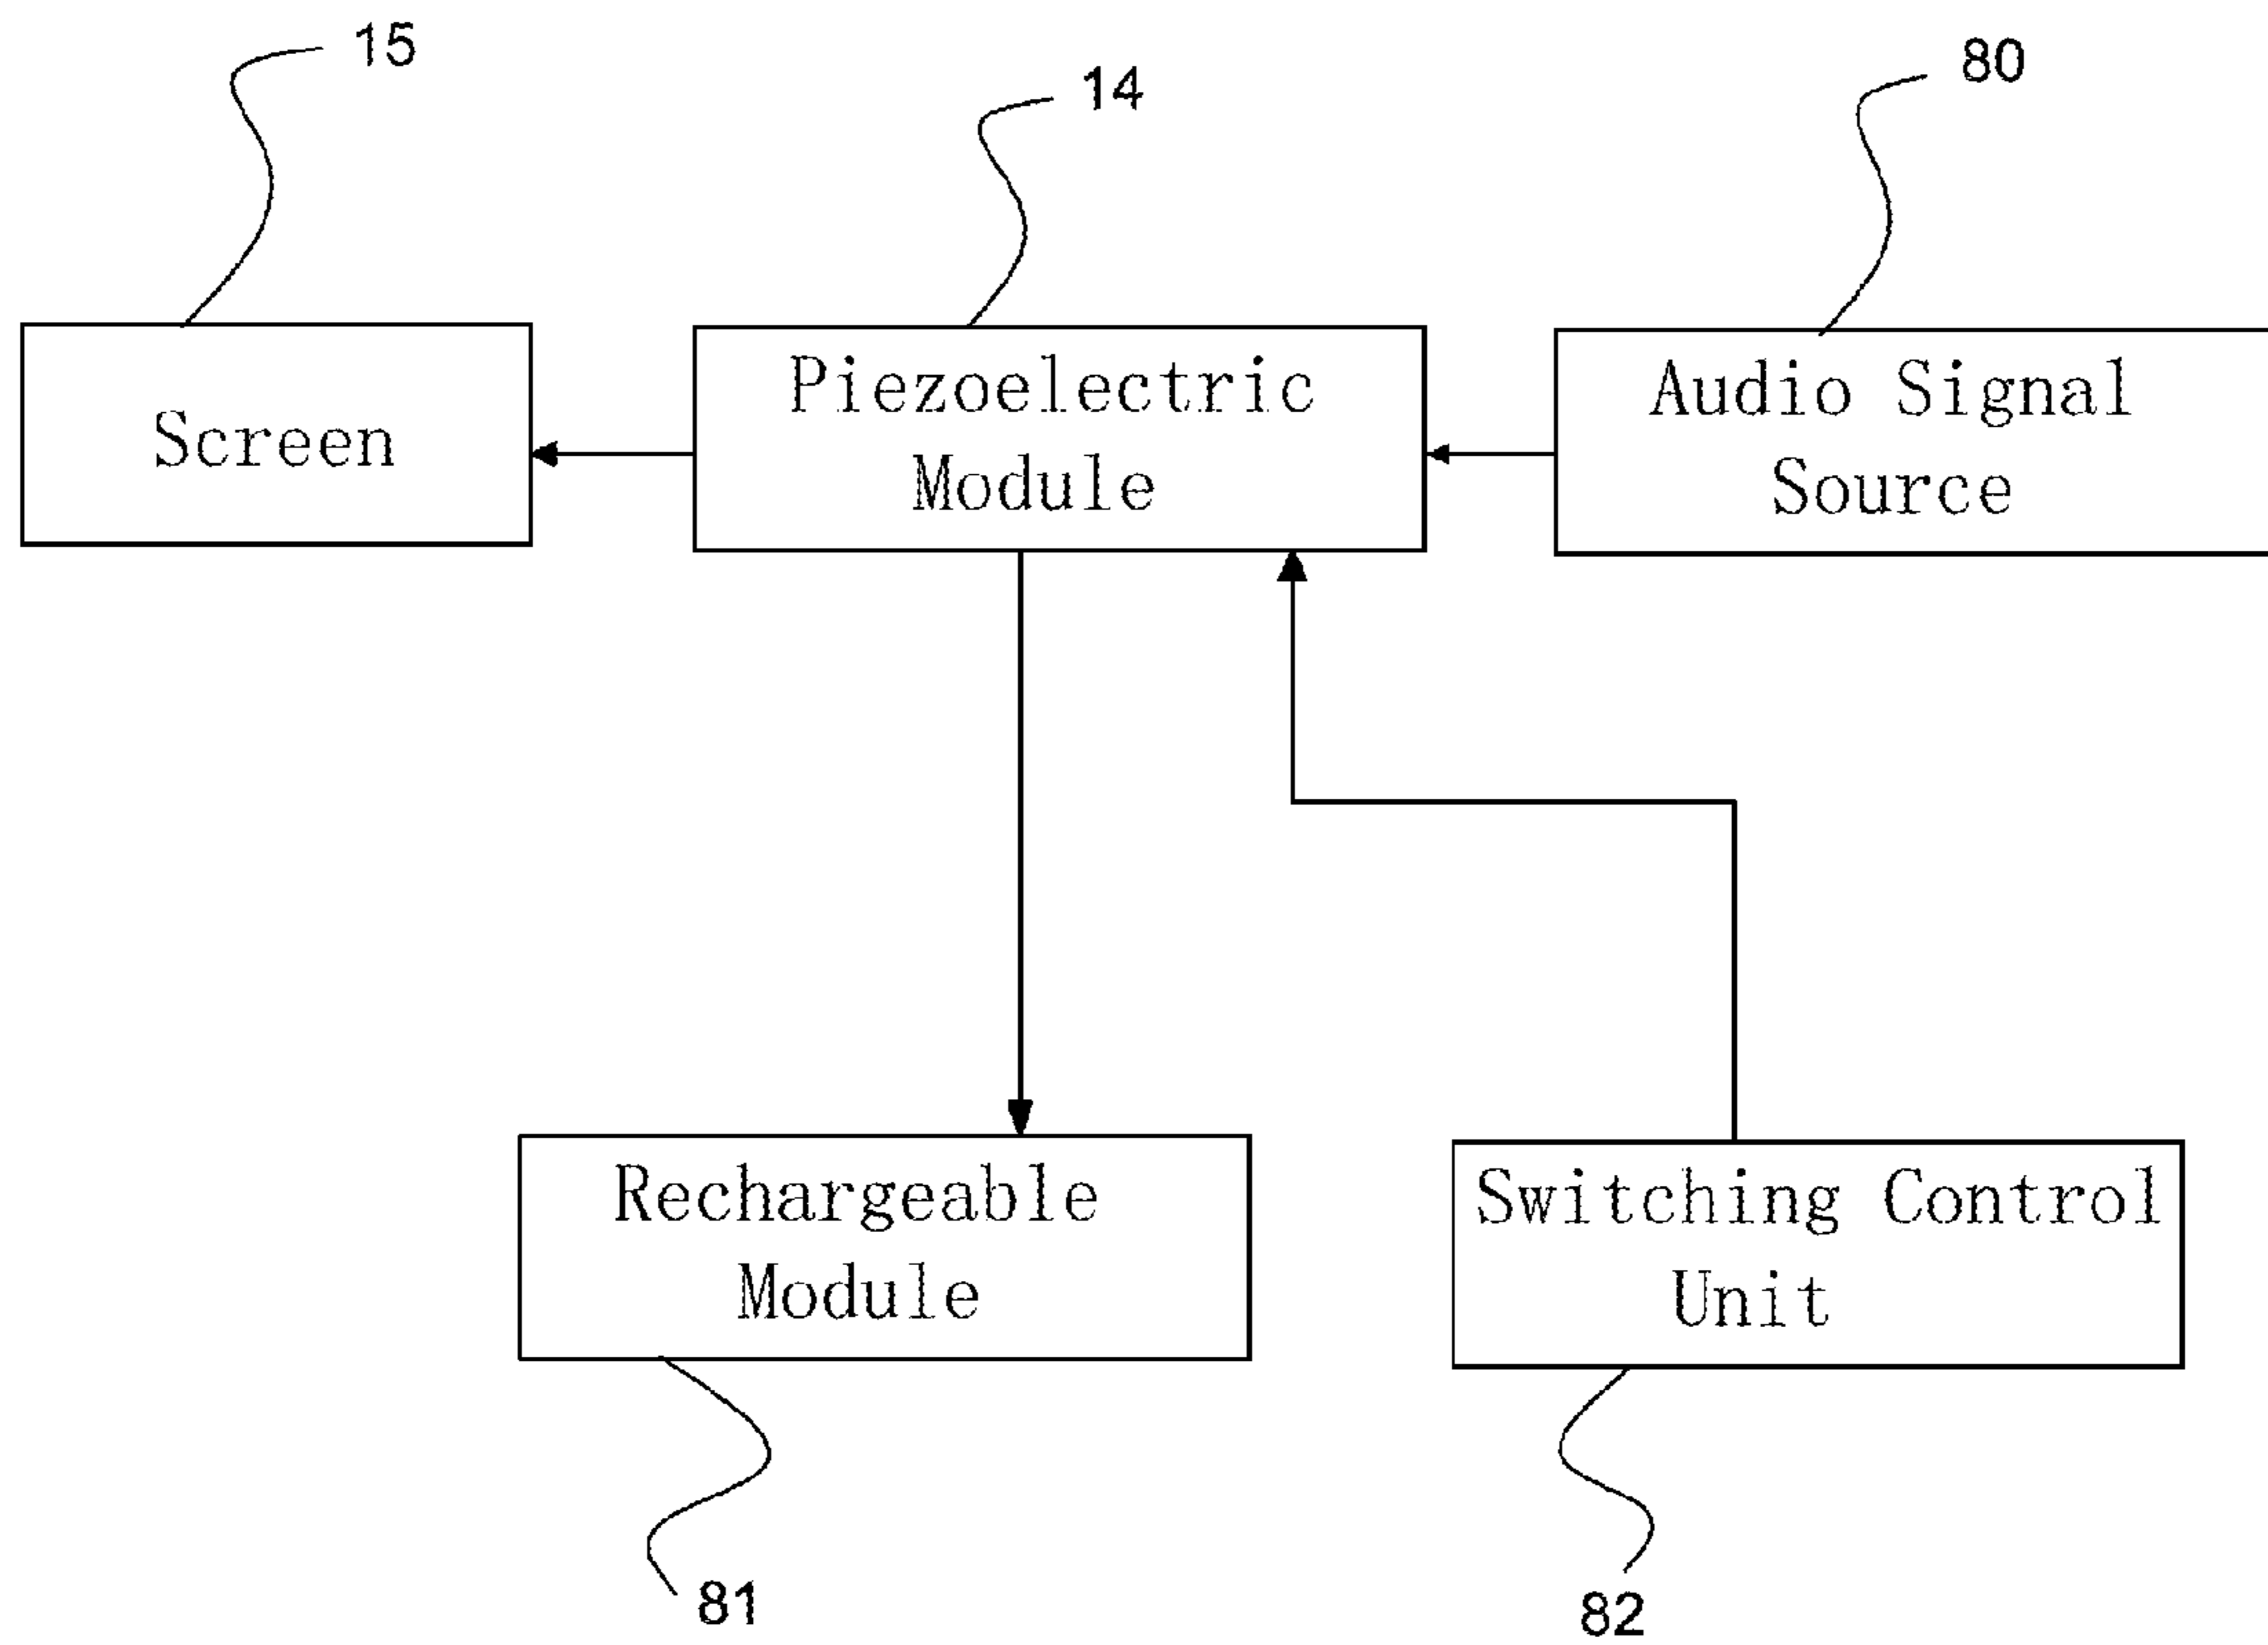 15
14
80
Screen
Piezoelectric
Module
Audio Signal
Source
Rechargeable
Module
Switching Control
Unit
81
82